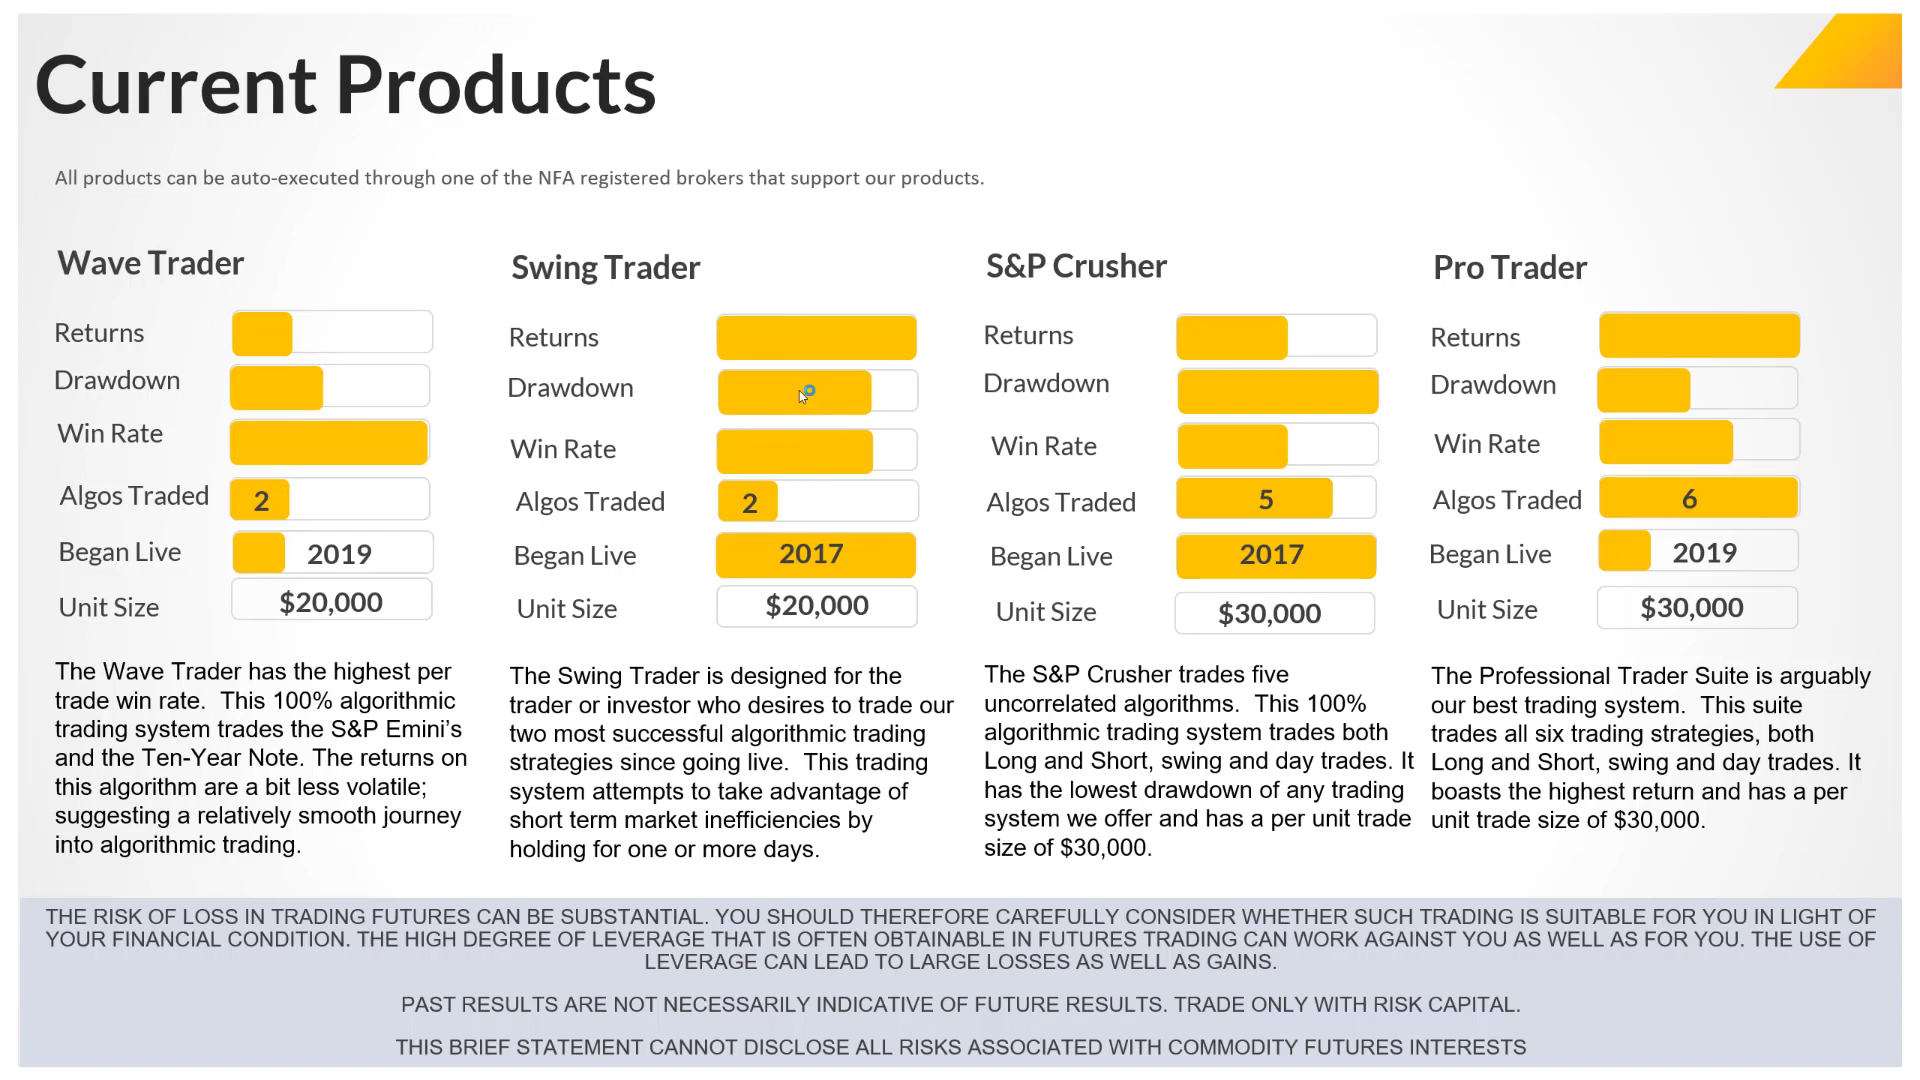 Current Products
All products can be auto-executed through one of the NFA registered brokers that support our products.
Wave Trader
Returns
Drawdown
Win Rate
Algos Traded 2
Began Live 2019
Unit Size $20,000
The Wave Trader has the highest per
trade win rate.  This 100% algorithmic
trading system trades the S&P Emini’s
and the Ten-Year Note. The returns on
this algorithm are a bit less volatile;
suggesting a relatively smooth journey
into algorithmic trading.
Swing Trader
Returns
Drawdown
Win Rate
Algos Traded 2
Began Live 2017
Unit Size $20,000
The Swing Trader is designed for the
trader or investor who desires to trade our
two most successful algorithmic trading
strategies since going live.  This trading
system attempts to take advantage of
short term market inefficiencies by
holding for one or more days.
S&P Crusher
Returns
Drawdown
Win Rate
Algos Traded 5
Began Live 2017
Unit Size $30,000
The S&P Crusher trades five
uncorrelated algorithms.  This 100%
algorithmic trading system trades both
Long and Short, swing and day trades. It
has the lowest drawdown of any trading
system we offer and has a per unit trade
size of $30,000.
Pro Trader
Returns
Drawdown
Win Rate
Algos Traded 6
Began Live 2019
Unit Size $30,000
The Professional Trader Suite is arguably
our best trading system.  This suite
trades all six trading strategies, both
Long and Short, swing and day trades. It
boasts the highest return and has a per
unit trade size of $30,000.
THE RISK OF LOSS IN TRADING FUTURES CAN BE SUBSTANTIAL. YOU SHOULD THEREFORE CAREFULLY CONSIDER WHETHER SUCH TRADING IS SUITABLE FOR YOU IN LIGHT OF
YOUR FINANCIAL CONDITION. THE HIGH DEGREE OF LEVERAGE THAT IS OFTEN OBTAINABLE IN FUTURES TRADING CAN WORK AGAINST YOU AS WELL AS FOR YOU. THE USE OF
LEVERAGE CAN LEAD TO LARGE LOSSES AS WELL AS GAINS.
PAST RESULTS ARE NOT NECESSARILY INDICATIVE OF FUTURE RESULTS. TRADE ONLY WITH RISK CAPITAL.
THIS BRIEF STATEMENT CANNOT DISCLOSE ALL RISKS ASSOCIATED WITH COMMODITY FUTURES INTERESTS